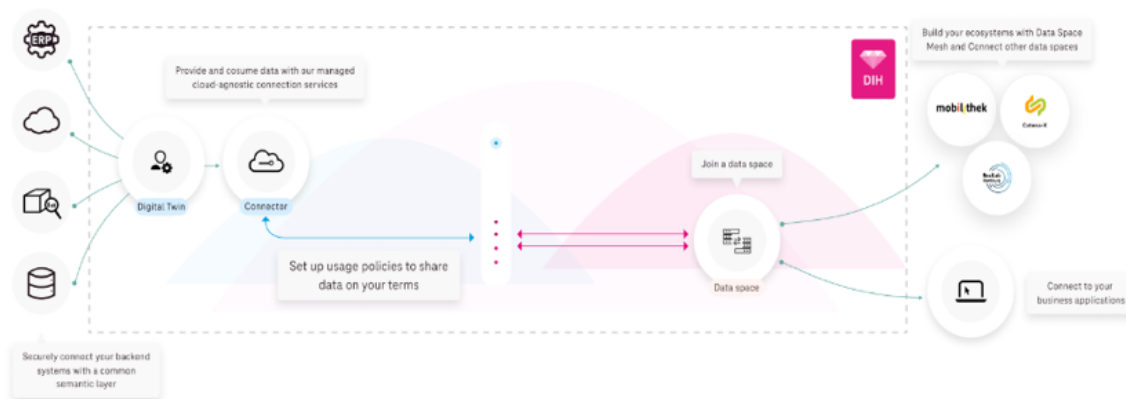 ERP
Provide and cosume data with our managed
cloud-agnostic connection services
Digital Twin
Connector
Securely connect your backend
systems with a common
semantic layer
Set up usage policies to share
data on your terms
DIH
Join a data space
Data space
Build your ecosystems with Data Space
Mesh and Connect other data spaces
mobilithek
Catena-X
Connect to your
business applications